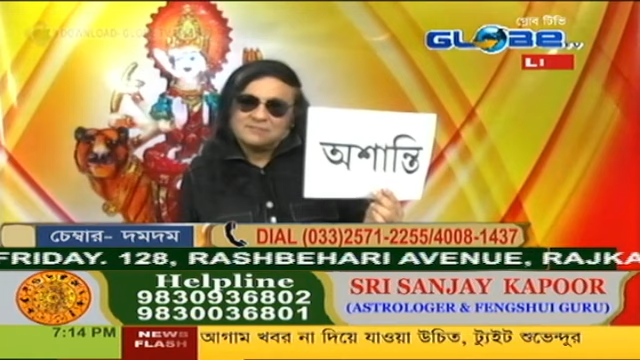 গ্লোব টিভি
GLOBE TV
LI
অশান্তি
চেম্বার- দমদম
DIAL (033)2571-2255/4008-1437
FRIDAY. 128, RASHBEHARI AVENUE, RAJKA
Helpline
9830936802
9830036801
SRI SANJAY KAPOOR
(ASTROLOGER & FENGSHUI GURU)
7:14 PM
NEWS
FLASH
আগাম খবর না দিয়ে যাওয়া উচিত, ট্যুইট শুভেন্দুর